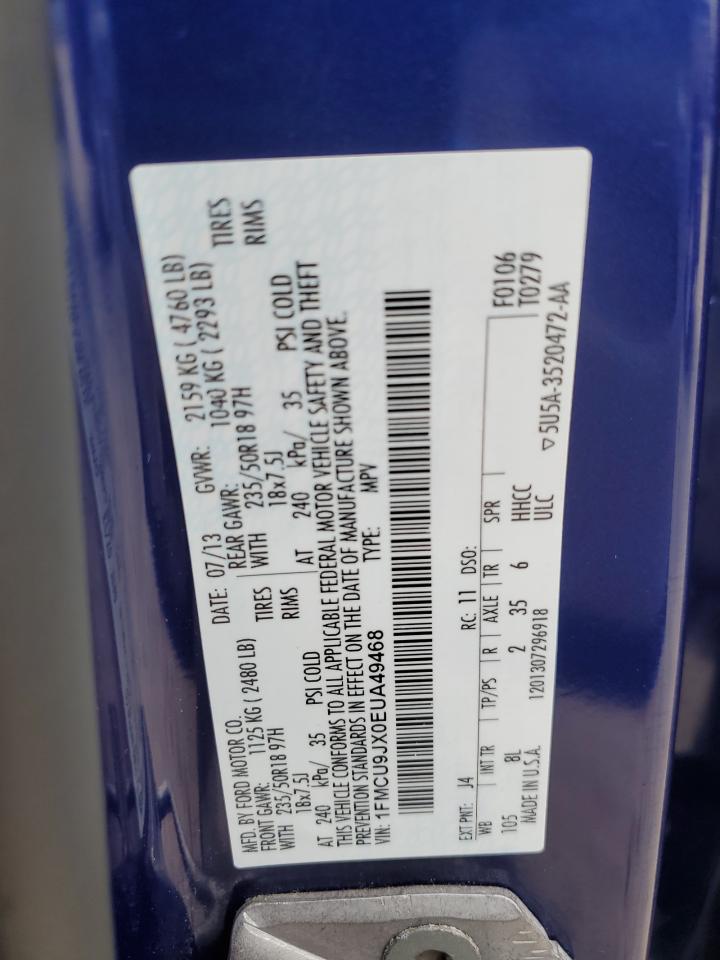 MFD. BY FORD MOTOR CO.
DATE: 07/13 GVWR: 2159 KG ( 4760 LB)
FRONT GAWR: 1125 KG ( 2480 LB) REAR GAWR: 1040 KG ( 2293 LB)
WITH 235/50R18 97H TIRES WITH 235/50R18 97H TIRES
18x7.5J RIMS 18x7.5J RIMS
AT 240 kPa/ 35 PSI COLD AT 240 kPa/ 35 PSI COLD
THIS VEHICLE CONFORMS TO ALL APPLICABLE FEDERAL MOTOR VEHICLE SAFETY AND THEFT
PREVENTION STANDARDS IN EFFECT ON THE DATE OF MANUFACTURE SHOWN ABOVE.
VIN: 1FMCU9JX0EUA49468 TYPE: MPV
F0106
EXT PNT: J4 RC: 11 DSO: T0279
WB INT TR TP/PS R AXLE TR SPR
105 8L 2 35 6 HHCC
ULC
MADE IN U.S.A. 1201307296918 ▽5U5A-3520472-AA